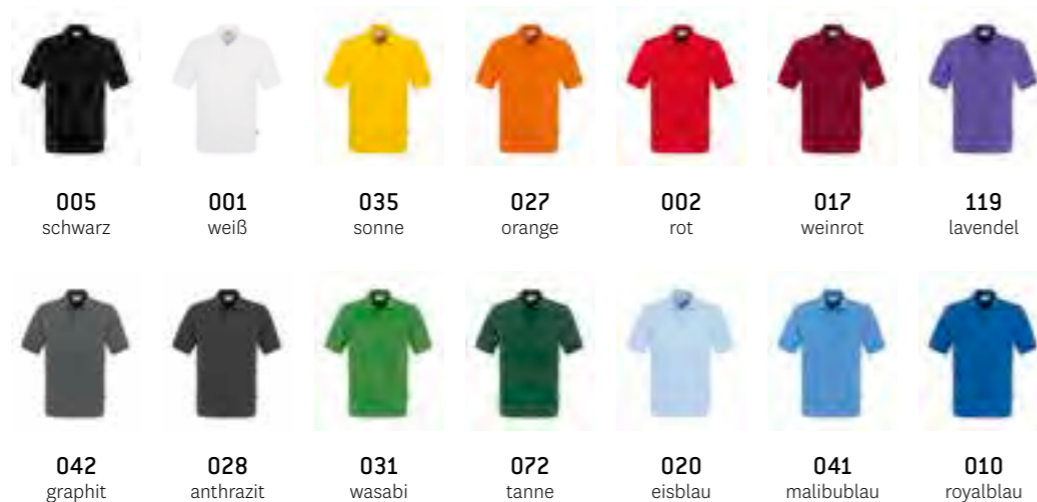 005 001 035 027 002 017 119
schwarz weiß sonne orange rot weinrot lavendel
042 028 031 072 020 041 010
graphit anthrazit wasabi tanne eisblau malibublau royalblau